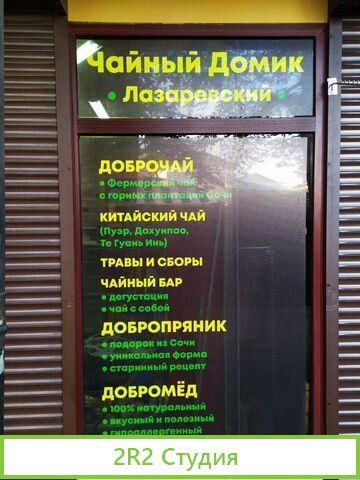 Чайный Домик
• Лазаревский •
ДОБРОЧАЙ
• Фермерский чай
с горных плантаций Сочи
КИТАЙСКИЙ ЧАЙ
(Пуэр, Дахунпао,
Те Гуань Инь)
ТРАВЫ И СБОРЫ
ЧАЙНЫЙ БАР
• дегустация
• чай с собой
ДОБРОПРЯНИК
• подарок из Сочи
• уникальная форма
• старинный рецепт
ДОБРОМЁД
• 100% натуральный
• вкусный и полезный
• гипоаллергенный
2R2 Студия